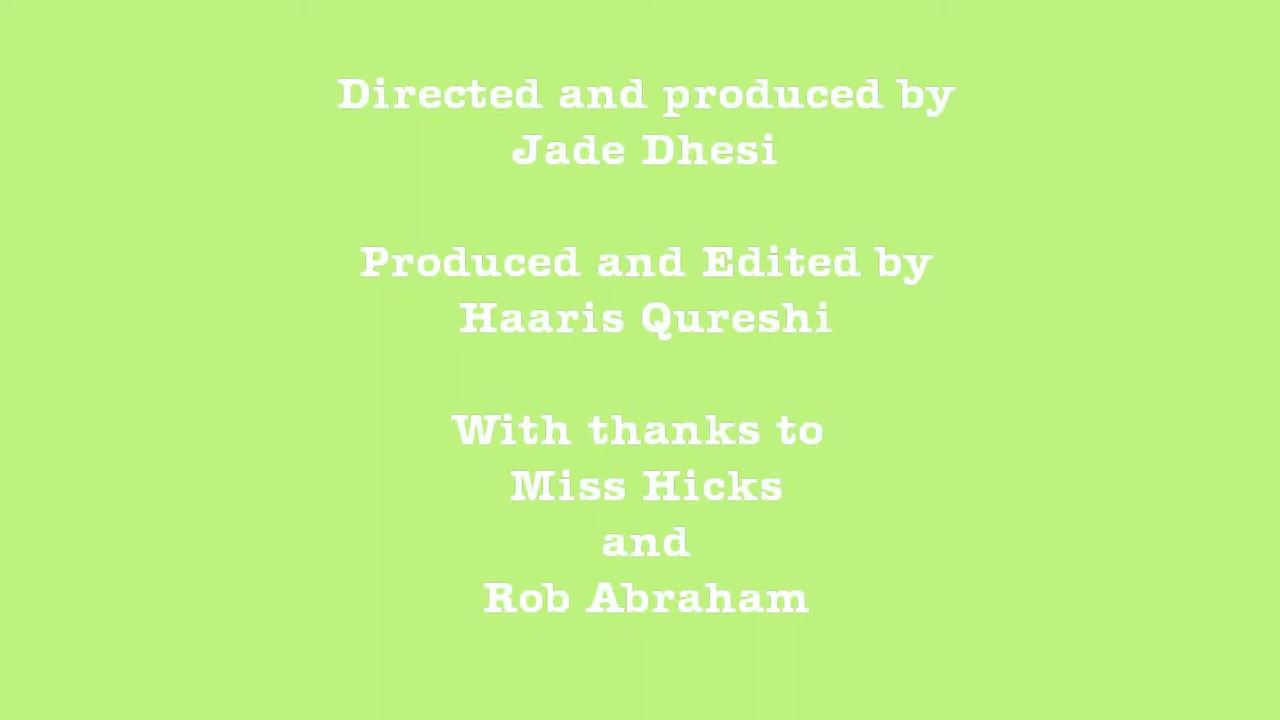 Directed and produced by
Jade Dhesi
Produced and Edited by
Haaris Qureshi
With thanks to
Miss Hicks
and
Rob Abraham